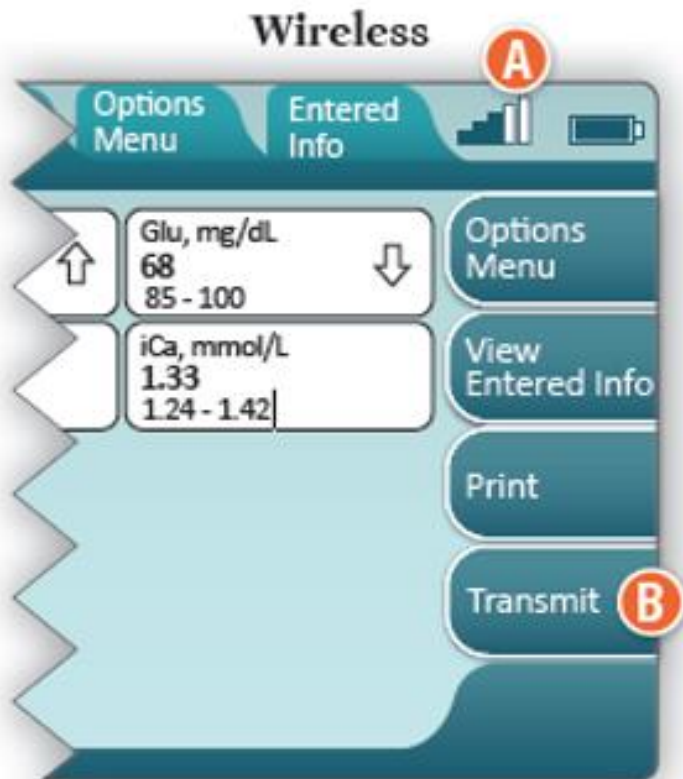 Wireless
A
Options
Menu
Entered
Info
Glu, mg/dL
68
85 - 100
iCa, mmol/L
1.33
1.24 - 1.42
Options
Menu
View
Entered Info
Print
Transmit
B